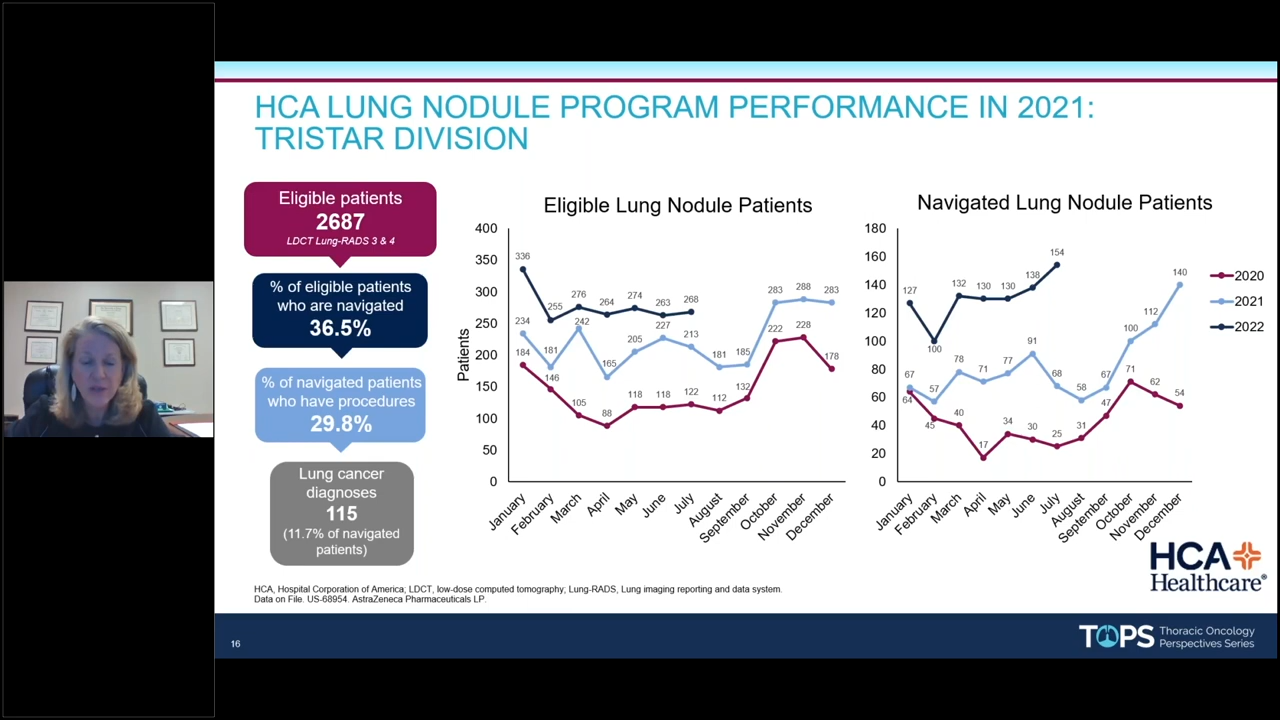 HCA LUNG NODULE PROGRAM PERFORMANCE IN 2021:
TRISTAR DIVISION
Eligible patients
2687
LDCT Lung-RADS 3 & 4
% of eligible patients
who are navigated
36.5%
% of navigated patients
who have procedures
29.8%
Lung cancer
diagnoses
115
(11.7% of navigated
patients)
Eligible Lung Nodule Patients
Patients
400
350
300
250
200
150
100
50
0
336
255
276
264
274
263
268
234
181
242
165
205
227
213
181
185
283
288
283
184
146
105
88
118
118
122
112
132
222
228
178
January
February
March
April
May
June
July
August
September
October
November
December
Navigated Lung Nodule Patients
180
160
140
120
100
80
60
40
20
0
127
100
132
130
130
138
154
67
57
78
71
77
91
68
58
67
100
112
140
64
45
40
17
34
30
25
31
47
71
62
54
January
February
March
April
May
June
July
August
September
October
November
December
2020
2021
2022
HCA
Healthcare®
HCA, Hospital Corporation of America; LDCT, low-dose computed tomography; Lung-RADS, Lung imaging reporting and data system.
Data on File. US-68954. AstraZeneca Pharmaceuticals LP.
16
TOPS
Thoracic Oncology
Perspectives Series